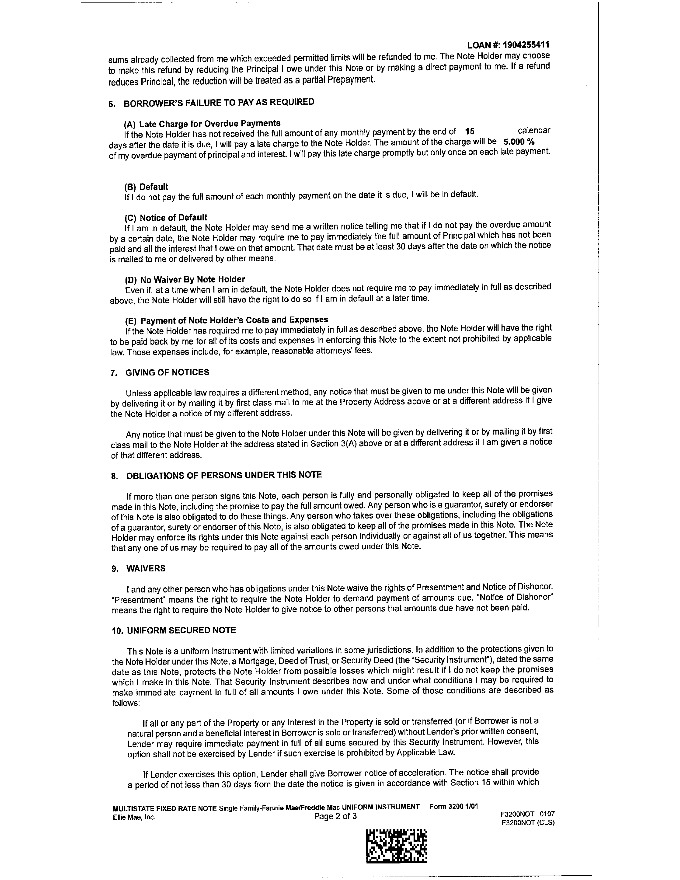 LOAN #: 1904255411
sums already collected from me which exceeded permitted limits will be refunded to me. The Note Holder may choose
to make this refund by reducing the Principal I owe under this Note or by making a direct payment to me. If a refund
reduces Principal, the reduction will be treated as a partial Prepayment.
6. BORROWER'S FAILURE TO PAY AS REQUIRED
(A) Late Charge for Overdue Payments
If the Note Holder has not received the full amount of any monthly payment by the end of 15 calendar
days after the date it is due, I will pay a late charge to the Note Holder. The amount of the charge will be 5.000 %
of my overdue payment of principal and interest. I will pay this late charge promptly but only once on each late payment.
(B) Default
If I do not pay the full amount of each monthly payment on the date it is due, I will be in default.
(C) Notice of Default
If I am in default, the Note Holder may send me a written notice telling me that if I do not pay the overdue amount
by a certain date, the Note Holder may require me to pay immediately the full amount of Principal which has not been
paid and all the interest that I owe on that amount. That date must be at least 30 days after the date on which the notice
is mailed to me or delivered by other means.
(D) No Waiver By Note Holder
Even if, at a time when I am in default, the Note Holder does not require me to pay immediately in full as described
above, the Note Holder will still have the right to do so if I am in default at a later time.
(E) Payment of Note Holder's Costs and Expenses
If the Note Holder has required me to pay immediately in full as described above, the Note Holder will have the right
to be paid back by me for all of its costs and expenses in enforcing this Note to the extent not prohibited by applicable
law. Those expenses include, for example, reasonable attorneys' fees.
7. GIVING OF NOTICES
Unless applicable law requires a different method, any notice that must be given to me under this Note will be given
by delivering it or by mailing it by first class mail to me at the Property Address above or at a different address if I give
the Note Holder a notice of my different address.
Any notice that must be given to the Note Holder under this Note will be given by delivering it or by mailing it by first
class mail to the Note Holder at the address stated in Section 3(A) above or at a different address if I am given a notice
of that different address.
8. OBLIGATIONS OF PERSONS UNDER THIS NOTE
If more than one person signs this Note, each person is fully and personally obligated to keep all of the promises
made in this Note, including the promise to pay the full amount owed. Any person who is a guarantor, surety or endorser
of this Note is also obligated to do these things. Any person who takes over these obligations, including the obligations
of a guarantor, surety or endorser of this Note, is also obligated to keep all of the promises made in this Note. The Note
Holder may enforce its rights under this Note against each person individually or against all of us together. This means
that any one of us may be required to pay all of the amounts owed under this Note.
9. WAIVERS
I and any other person who has obligations under this Note waive the rights of Presentment and Notice of Dishonor.
"Presentment" means the right to require the Note Holder to demand payment of amounts due. "Notice of Dishonor"
means the right to require the Note Holder to give notice to other persons that amounts due have not been paid.
10. UNIFORM SECURED NOTE
This Note is a uniform instrument with limited variations in some jurisdictions. In addition to the protections given to
the Note Holder under this Note, a Mortgage, Deed of Trust, or Security Deed (the "Security Instrument"), dated the same
date as this Note, protects the Note Holder from possible losses which might result if I do not keep the promises
which I make in this Note. That Security Instrument describes how and under what conditions I may be required to
make immediate payment in full of all amounts I owe under this Note. Some of those conditions are described as
follows:
If all or any part of the Property or any Interest in the Property is sold or transferred (or if Borrower is not a
natural person and a beneficial interest in Borrower is sold or transferred) without Lender's prior written consent,
Lender may require immediate payment in full of all sums secured by this Security Instrument. However, this
option shall not be exercised by Lender if such exercise is prohibited by Applicable Law.
If Lender exercises this option, Lender shall give Borrower notice of acceleration. The notice shall provide
a period of not less than 30 days from the date the notice is given in accordance with Section 15 within which
MULTISTATE FIXED RATE NOTE Single Family-Fannie Mae/Freddie Mac UNIFORM INSTRUMENT Form 3200 1/01
Ellie Mae, Inc. Page 2 of 3 F3200NOT 0107
F3200NOT (CLS)